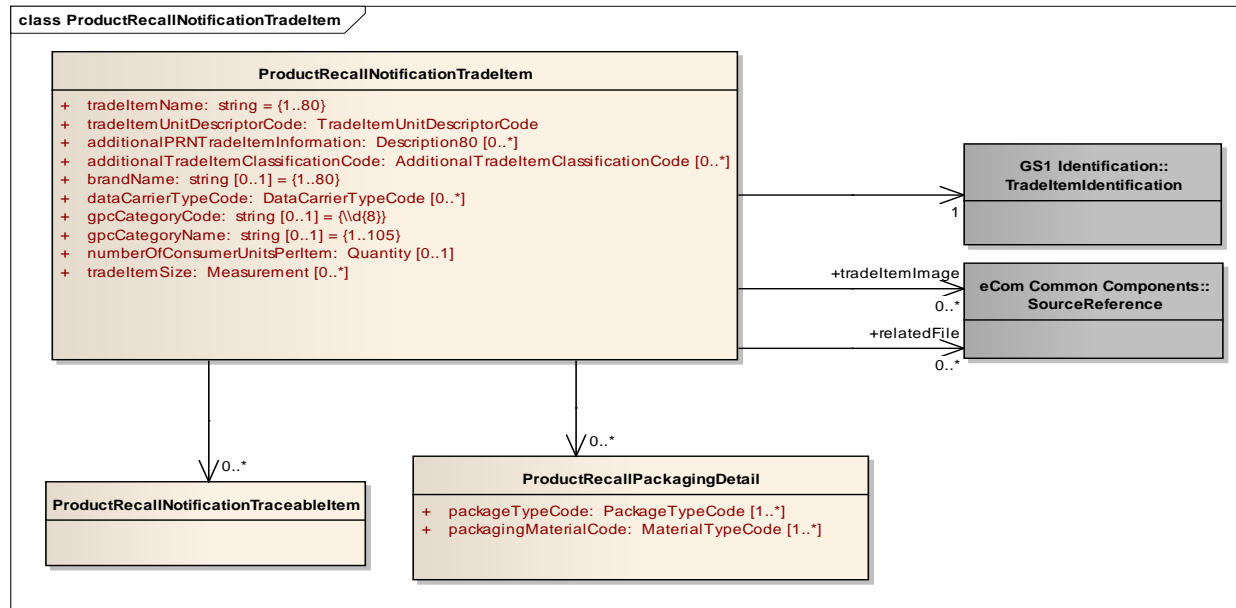 class ProductRecallNotificationTradeItem
ProductRecallNotificationTradeItem
+ tradeItemName: string = {1..80}
+ tradeItemUnitDescriptorCode: TradeItemUnitDescriptorCode
+ additionalPRNTradeItemInformation: Description80 [0..*]
+ additionalTradeItemClassificationCode: AdditionalTradeItemClassificationCode [0..*]
+ brandName: string [0..1] = {1..80}
+ dataCarrierTypeCode: DataCarrierTypeCode [0..*]
+ gpcCategoryCode: string [0..1] = {\\d{8}}
+ gpcCategoryName: string [0..1] = {1..105}
+ numberOfConsumerUnitsPerItem: Quantity [0..1]
+ tradeItemSize: Measurement [0..*]
GS1 Identification::
TradeItemIdentification
1
+tradeItemImage
0..*
eCom Common Components::
SourceReference
+relatedFile
0..*
0..*
0..*
ProductRecallNotificationTraceableItem
ProductRecallPackagingDetail
+ packageTypeCode: PackageTypeCode [1..*]
+ packagingMaterialCode: MaterialTypeCode [1..*]